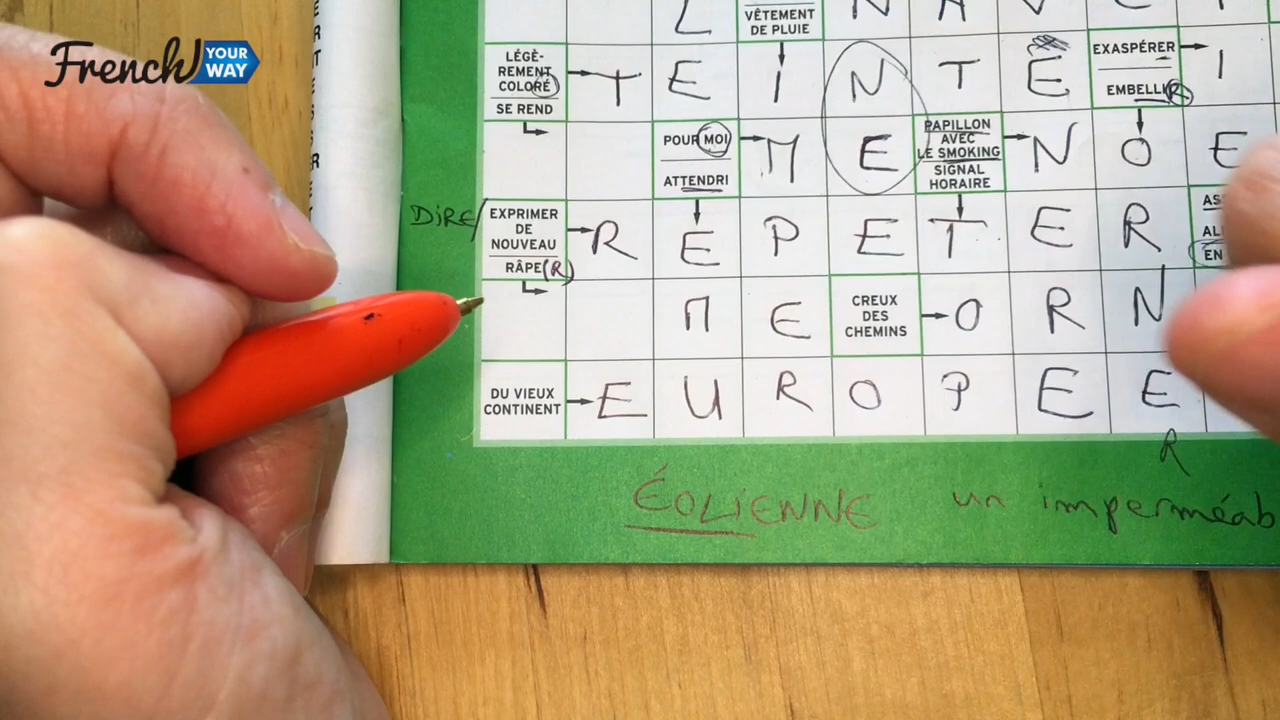 French YOUR WAY
VÊTEMENT DE PLUIE
LÉGÈ-
REMENT
COLORÉ
SE REND
T E I N T E
EXASPÉRER
EMBELLIR
I
POUR MOI
ATTENDRI
M E
PAPILLON
AVEC
LE SMOKING
SIGNAL
HORAIRE
N O E
DIRE/
EXPRIMER
DE
NOUVEAU
RÂPE(R)
R E P E T E R
EN
M E
CREUX
DES
CHEMINS
O R N
DU VIEUX
CONTINENT
E U R O P E E
R
ÉOLIENNE un imperméab